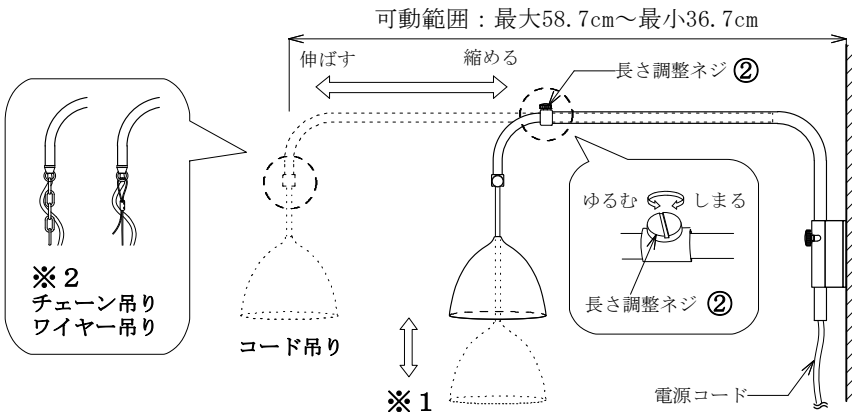 可動範囲：最大58.7cm～最小36.7cm
伸ばす
縮める
長さ調整ネジ ②
ゆるむ
しまる
長さ調整ネジ ②
※２
チェーン吊り
ワイヤー吊り
コード吊り
※１
電源コード